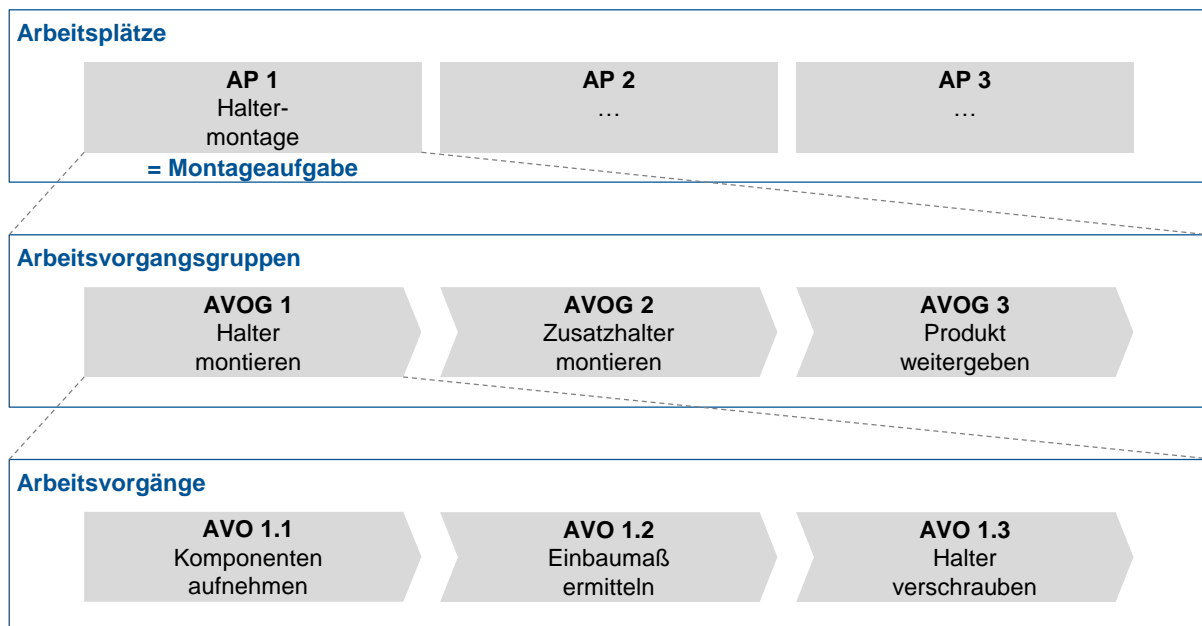 Arbeitsplätze
AP 1
Halter-
montage
AP 2
…
AP 3
…
= Montageaufgabe
Arbeitsvorgangsgruppen
AVOG 1
Halter
montieren
AVOG 2
Zusatzhalter
montieren
AVOG 3
Produkt
weitergeben
Arbeitsvorgänge
AVO 1.1
Komponenten
aufnehmen
AVO 1.2
Einbaumaß
ermitteln
AVO 1.3
Halter
verschrauben